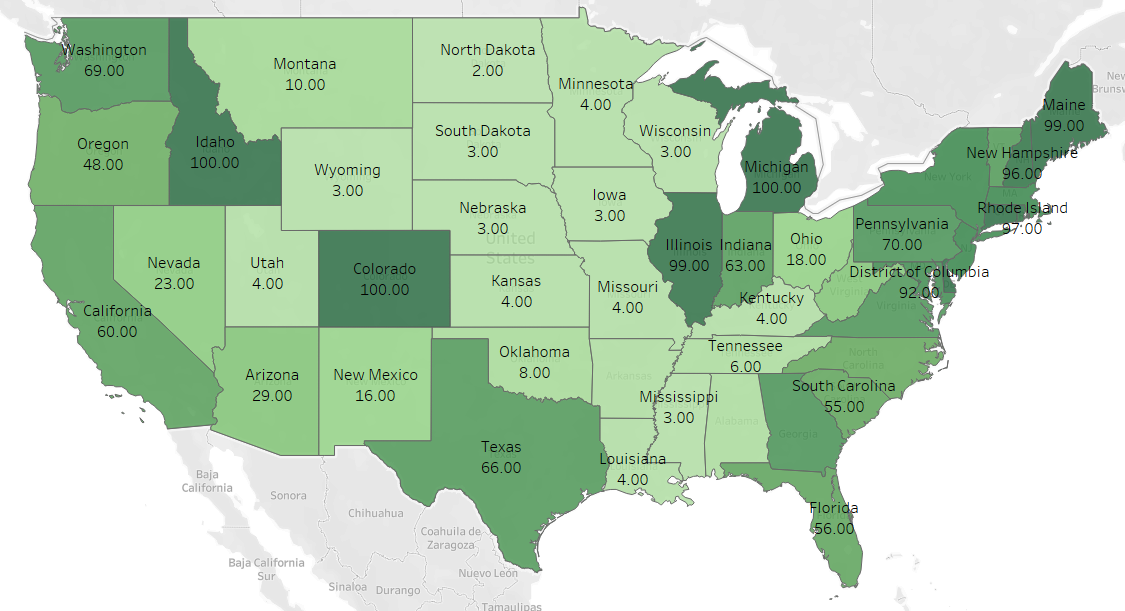 Washington
69.00
Montana
10.00
North Dakota
2.00
Minnesota
4.00
Maine
99.00
Oregon
48.00
Idaho
100.00
South Dakota
3.00
Wisconsin
3.00
Michigan
100.00
New Hampshire
96.00
New York
MA
Wyoming
3.00
Nebraska
3.00
Iowa
3.00
Rhode Island
97.00
Pennsylvania
70.00
United
States
Nevada
23.00
Utah
4.00
Colorado
100.00
Kansas
4.00
Missouri
4.00
Illinois
99.00
Indiana
63.00
Ohio
18.00
District of Columbia
92.00
Virginia
Kentucky
4.00
California
60.00
Arizona
29.00
New Mexico
16.00
Oklahoma
8.00
Arkansas
Tennessee
6.00
North
Carolina
South Carolina
55.00
Mississippi
3.00
Alabama
Georgia
Texas
66.00
Louisiana
4.00
Florida
56.00
Baja
California
Sonora
Chihuahua
Coahuila de
Zaragoza
Baja California
Sur
Sinaloa
Durango
Nuevo León
Tamaulipas